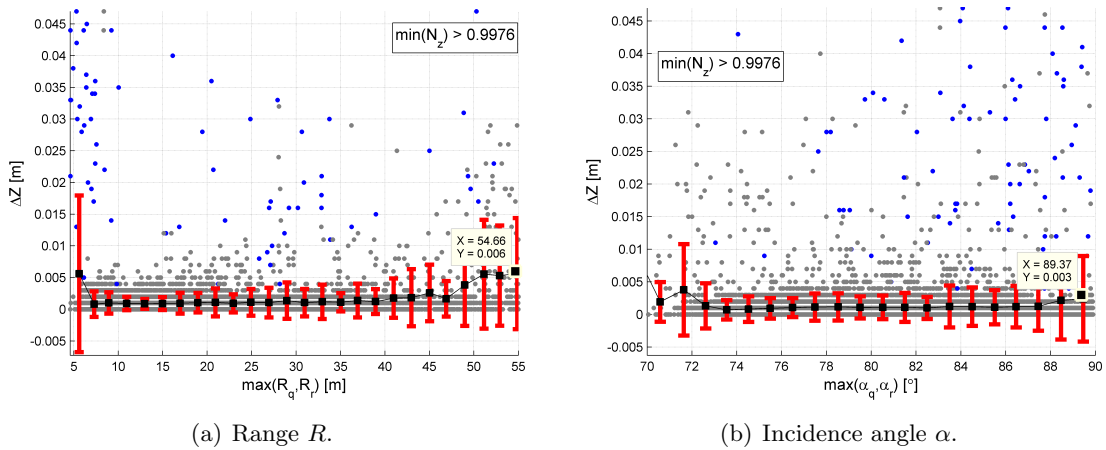 0.045
0.04
0.035
0.03
0.025
0.02
0.015
0.01
0.005
0
-0.005
ΔZ [m]
min(N_z) > 0.9976
X = 54.66
Y = 0.006
5 10 15 20 25 30 35 40 45 50 55
max(R_q,R_r) [m]
(a) Range R.
0.045
0.04
0.035
0.03
0.025
0.02
0.015
0.01
0.005
0
-0.005
ΔZ [m]
min(N_z) > 0.9976
X = 89.37
Y = 0.003
70 72 74 76 78 80 82 84 86 88 90
max(α_q,α_r) [°]
(b) Incidence angle α.